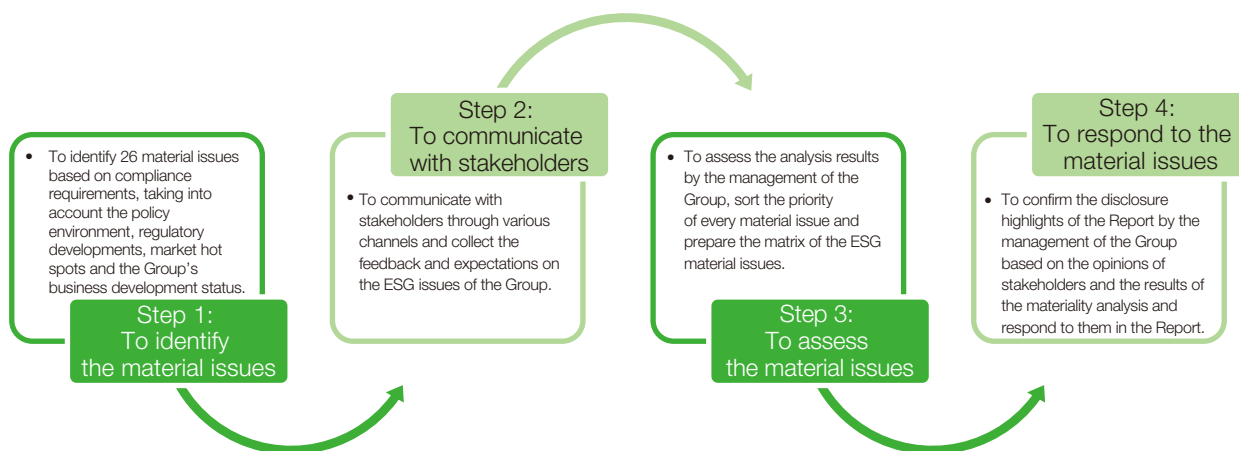 • To identify 26 material issues
based on compliance
requirements, taking into
account the policy
environment, regulatory
developments, market hot
spots and the Group's
business development status.
Step 1:
To identify
the material issues
Step 2:
To communicate
with stakeholders
• To communicate with
stakeholders through various
channels and collect the
feedback and expectations on
the ESG issues of the Group.
• To assess the analysis results
by the management of the
Group, sort the priority
of every material issue and
prepare the matrix of the ESG
material issues.
Step 3:
To assess
the material issues
Step 4:
To respond to the
material issues
• To confirm the disclosure
highlights of the Report by the
management of the Group
based on the opinions of
stakeholders and the results of
the materiality analysis and
respond to them in the Report.